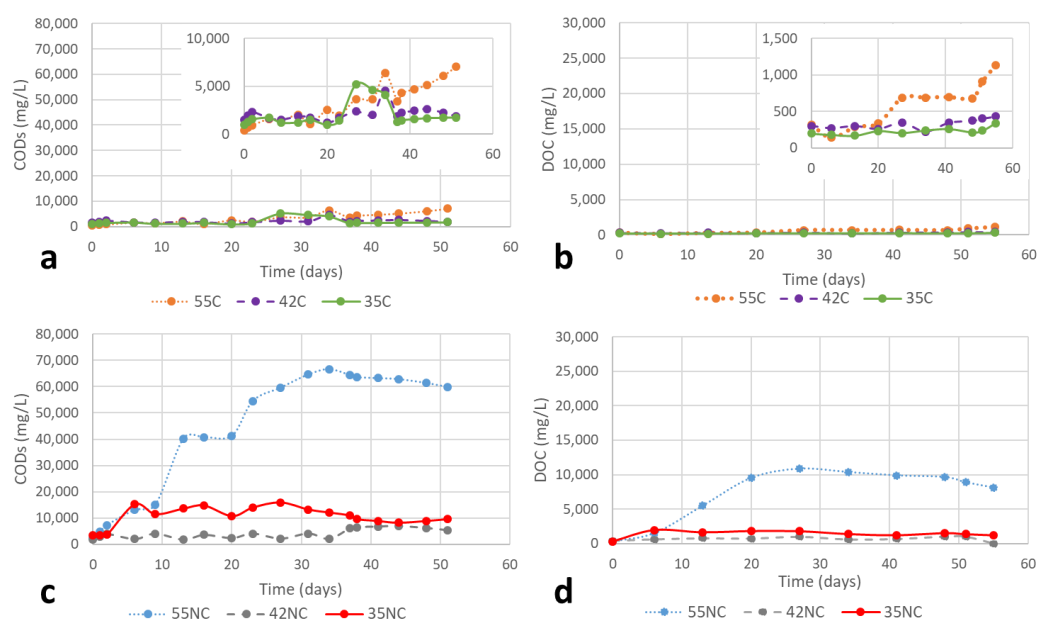 80,000
70,000
60,000
50,000
40,000
30,000
20,000
10,000
0
CODs (mg/L)
10,000
5,000
0
0 20 40 60
0 10 20 30 40 50 60
Time (days)
a
55C 42C 35C
30,000
25,000
20,000
15,000
10,000
5,000
0
DOC (mg/L)
1,500
1,000
500
0
0 20 40 60
0 10 20 30 40 50 60
Time (days)
b
55C 42C 35C
80,000
70,000
60,000
50,000
40,000
30,000
20,000
10,000
0
CODs (mg/L)
0 10 20 30 40 50 60
Time (days)
c
55NC 42NC 35NC
30,000
25,000
20,000
15,000
10,000
5,000
0
DOC (mg/L)
0 10 20 30 40 50 60
Time (days)
d
55NC 42NC 35NC